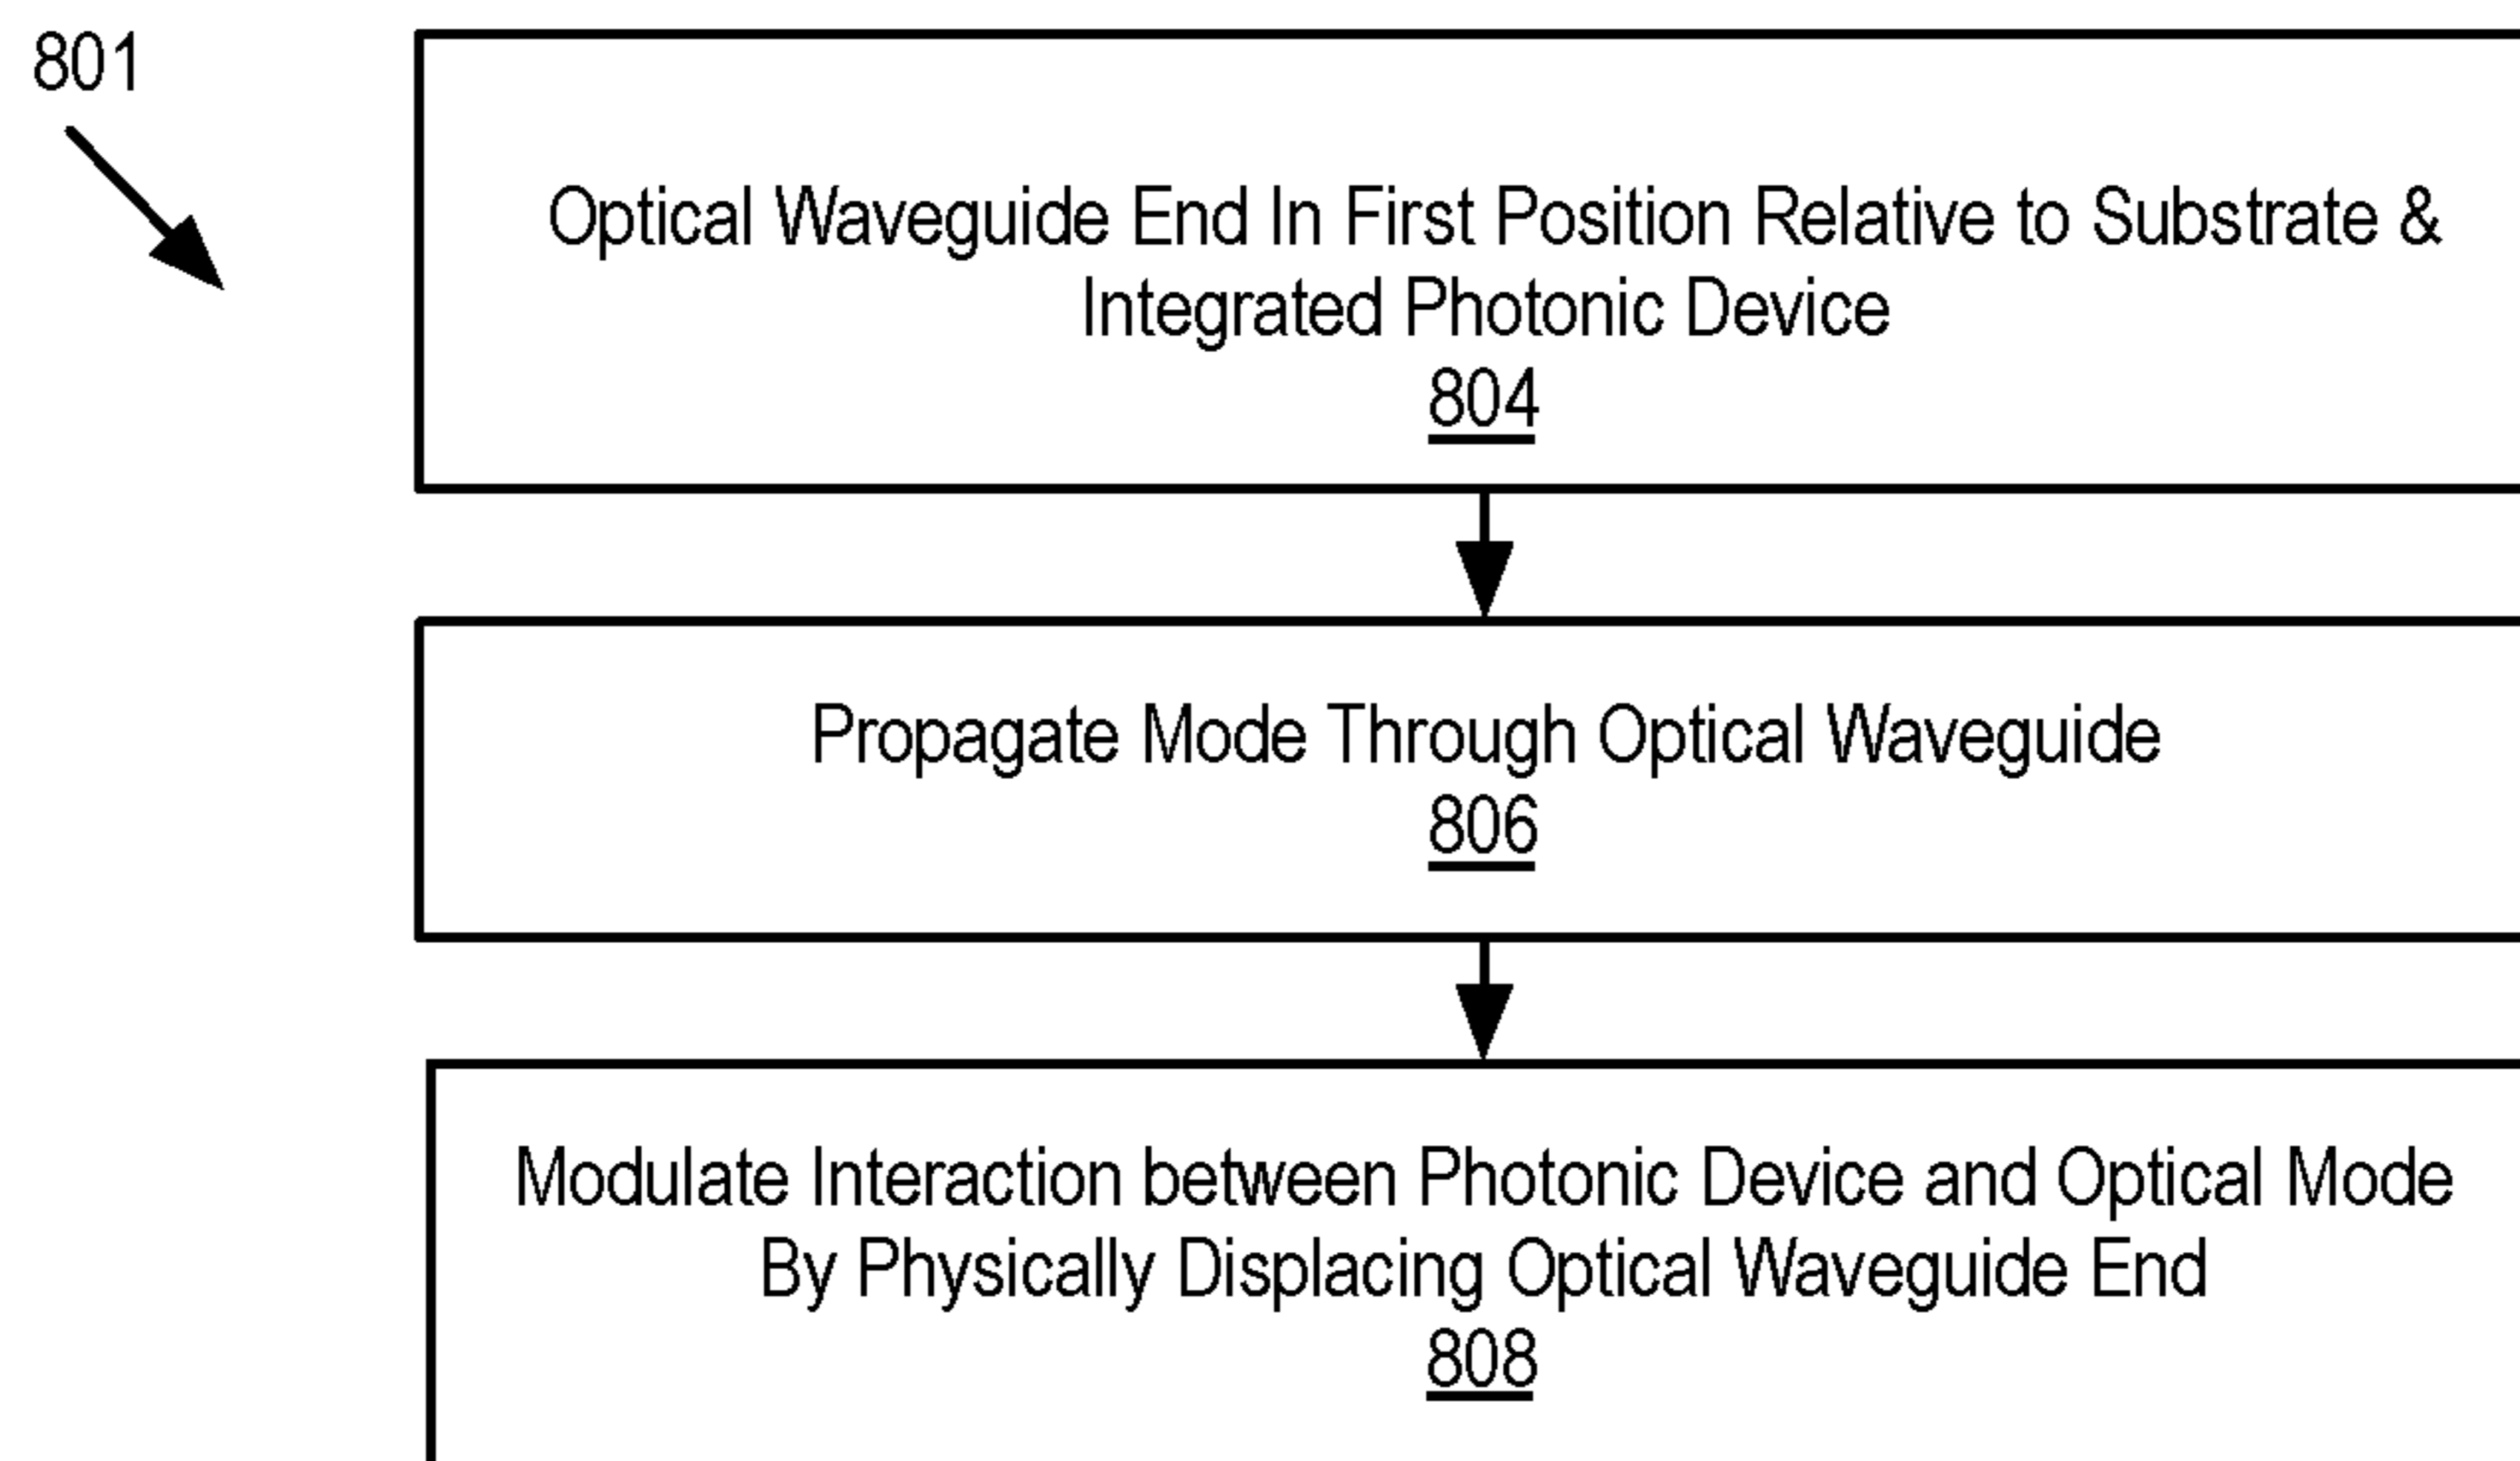 801
Optical Waveguide End In First Position Relative to Substrate &
Integrated Photonic Device
804
Propagate Mode Through Optical Waveguide
806
Modulate Interaction between Photonic Device and Optical Mode
By Physically Displacing Optical Waveguide End
808